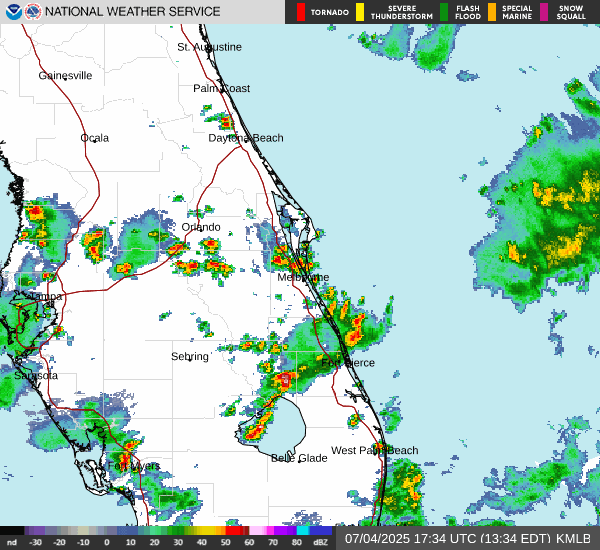 NATIONAL WEATHER SERVICE
TORNADO
SEVERE THUNDERSTORM
FLASH FLOOD
SPECIAL MARINE
SNOW SQUALL
St. Augustine
Gainesville
Palm Coast
Ocala
Daytona Beach
Orlando
Melbourne
Tampa
Sebring
Fort Pierce
Sarasota
West Palm Beach
Belle Glade
Fort Myers
nd -30 -20 -10 0 10 20 30 40 50 60 70 80 dBZ
07/04/2025 17:34 UTC (13:34 EDT) KMLB